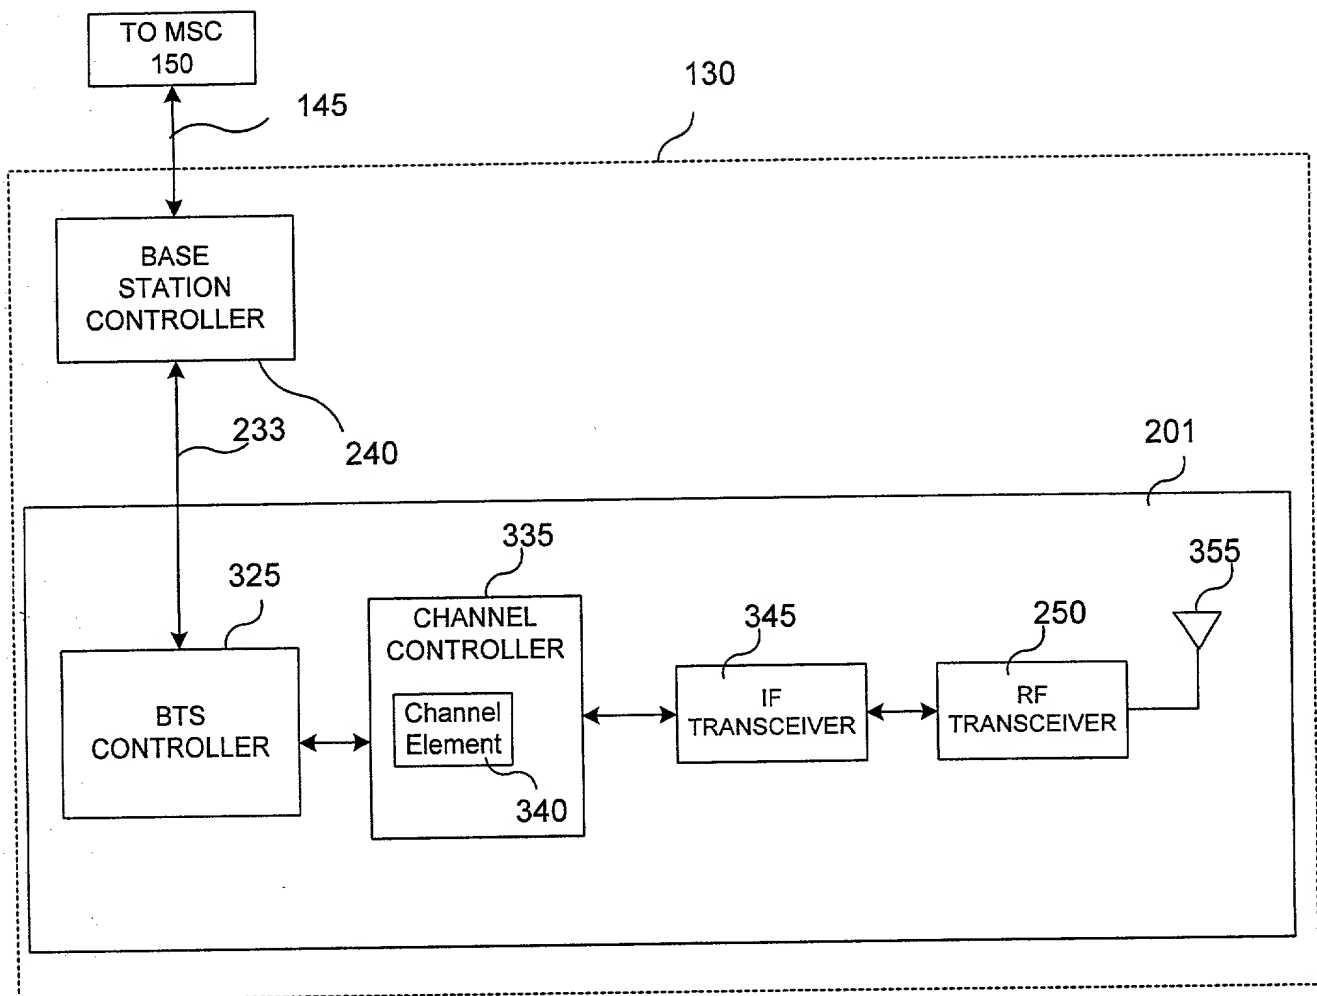 TO MSC
150
130
145
BASE
STATION
CONTROLLER
233
240
201
335
355
325
CHANNEL
CONTROLLER
345
250
BTS
CONTROLLER
Channel
Element
IF
TRANSCEIVER
RF
TRANSCEIVER
340